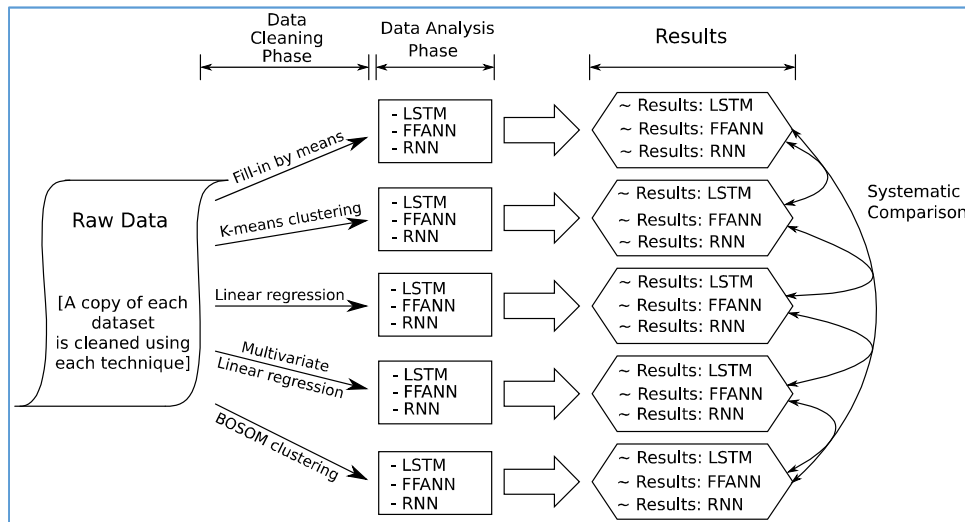 Data
Cleaning
Phase
Data Analysis
Phase
Results
Raw Data
[A copy of each
dataset
is cleaned using
each technique]
Fill-in by means
K-means clustering
Linear regression
Multivariate
Linear regression
BOSOM clustering
- LSTM
- FFANN
- RNN
~ Results: LSTM
~ Results: FFANN
~ Results: RNN
- LSTM
- FFANN
- RNN
~ Results: LSTM
~ Results: FFANN
~ Results: RNN
- LSTM
- FFANN
- RNN
~ Results: LSTM
~ Results: FFANN
~ Results: RNN
- LSTM
- FFANN
- RNN
~ Results: LSTM
~ Results: FFANN
~ Results: RNN
- LSTM
- FFANN
- RNN
~ Results: LSTM
~ Results: FFANN
~ Results: RNN
Systematic
Comparison